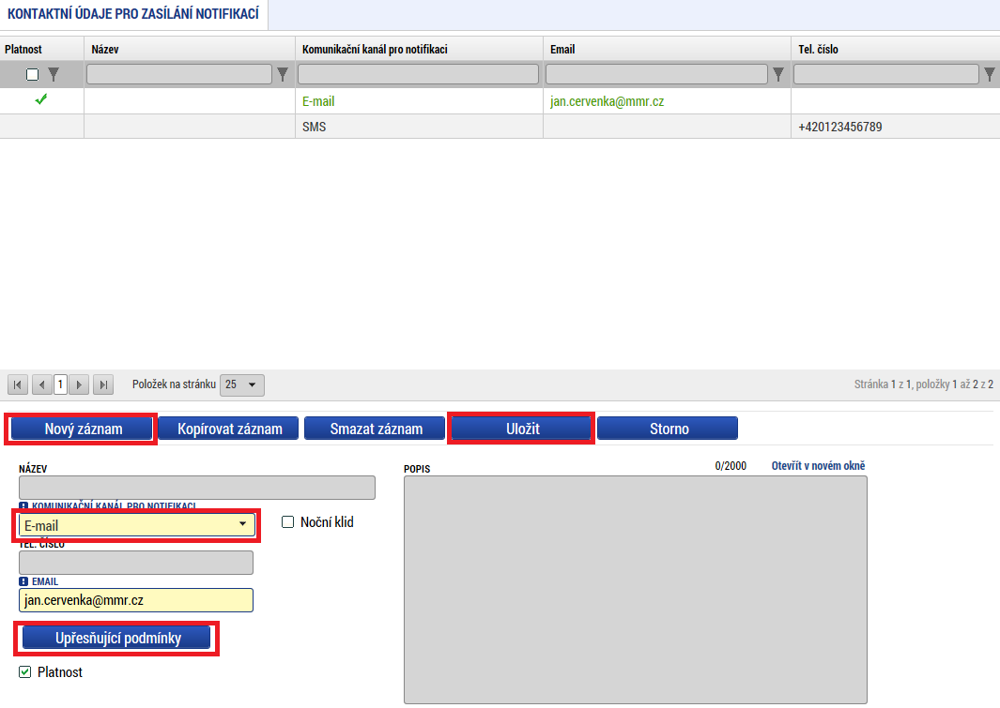 KONTAKTNÍ ÚDAJE PRO ZASÍLÁNÍ NOTIFIKACÍ
Platnost Název Komunikační kanál pro notifikaci Email Tel. číslo
E-mail jan.cervenka@mmr.cz
SMS +420123456789
1 Položek na stránku 25 Stránka 1 z 1, položky 1 až 2 z 2
Nový záznam Kopírovat záznam Smazat záznam Uložit Storno
NÁZEV POPIS 0/2000 Otevřít v novém okně
KOMUNIKAČNÍ KANÁL PRO NOTIFIKACI
E-mail Noční klid
TEL. ČÍSLO
EMAIL
jan.cervenka@mmr.cz
Upřesňující podmínky
Platnost